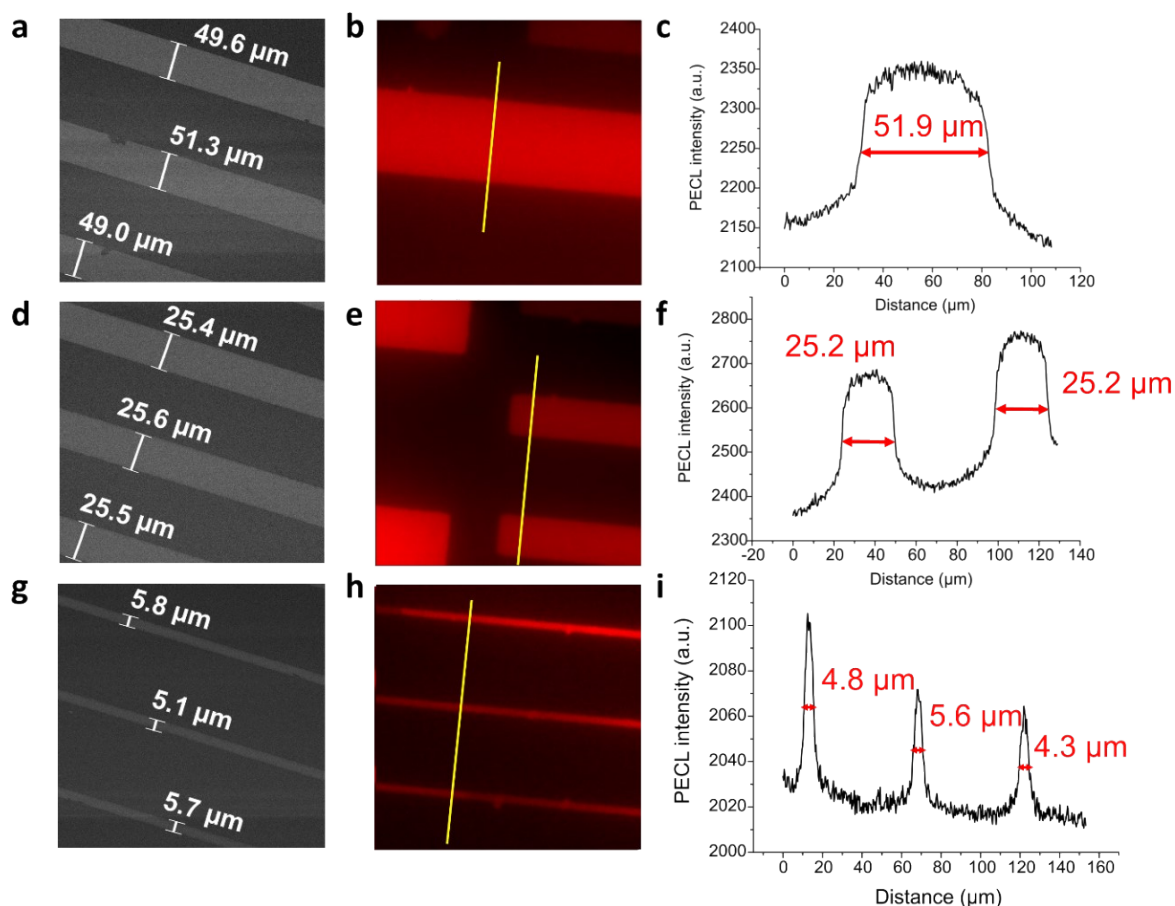 a
49.6 µm
51.3 µm
49.0 µm
b
c
PECL intensity (a.u.)
2350
2300
2250
2200
2150
2100
51.9 µm
0 20 40 60 80 100 120
Distance (µm)
d
25.4 µm
25.6 µm
25.5 µm
e
f
PECL intensity (a.u.)
2800
2700
2600
2500
2400
2300
25.2 µm
25.2 µm
-20 0 20 40 60 80 100 120 140
Distance (µm)
g
5.8 µm
5.1 µm
5.7 µm
h
i
PECL intensity (a.u.)
2120
2100
2080
2060
2040
2020
2000
4.8 µm
5.6 µm
4.3 µm
0 20 40 60 80 100 120 140 160
Distance (µm)